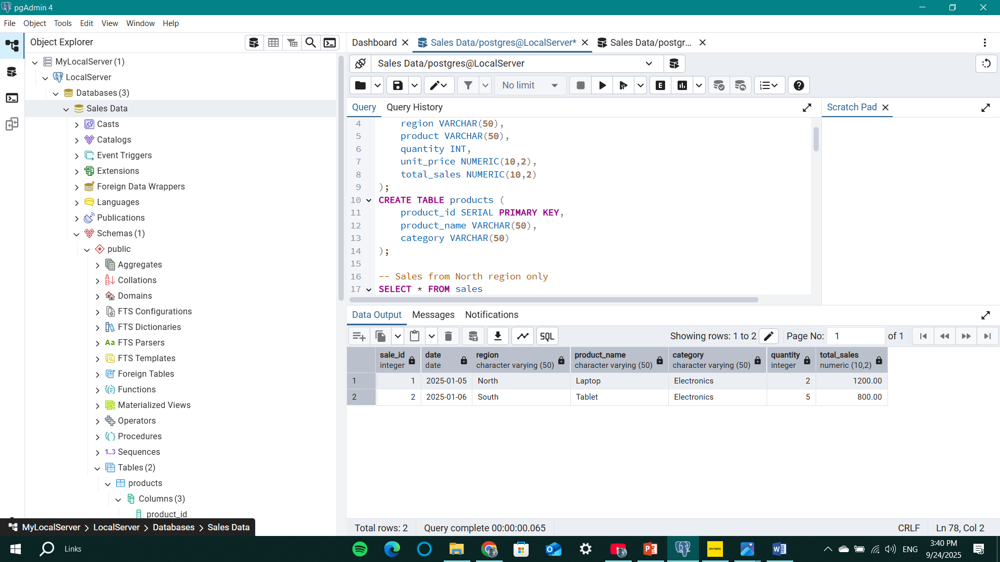 pgAdmin 4
File Object Tools Edit View Window Help
Object Explorer
MyLocalServer (1)
LocalServer
Databases (3)
Sales Data
Casts
Catalogs
Event Triggers
Extensions
Foreign Data Wrappers
Languages
Publications
Schemas (1)
public
Aggregates
Collations
Domains
FTS Configurations
FTS Dictionaries
Aa FTS Parsers
FTS Templates
Foreign Tables
Functions
Materialized Views
Operators
Procedures
1..3 Sequences
Tables (2)
products
Columns (3)
product_id
MyLocalServer > LocalServer > Databases > Sales Data
Dashboard Sales Data/postgres@LocalServer* Sales Data/postgr...
Sales Data/postgres@LocalServer
No limit E
Query Query History
4 region VARCHAR(50),
5 product VARCHAR(50),
6 quantity INT,
7 unit_price NUMERIC(10,2),
8 total_sales NUMERIC(10,2)
9 );
10 CREATE TABLE products (
11 product_id SERIAL PRIMARY KEY,
12 product_name VARCHAR(50),
13 category VARCHAR(50)
14 );
15
16 -- Sales from North region only
17 SELECT * FROM sales
Scratch Pad
Data Output Messages Notifications
SQL Showing rows: 1 to 2 Page No: 1 of 1
sale_id date region product_name category quantity total_sales
integer date character varying (50) character varying (50) character varying (50) integer numeric (10,2)
1 1 2025-01-05 North Laptop Electronics 2 1200.00
2 2 2025-01-06 South Tablet Electronics 5 800.00
Total rows: 2 Query complete 00:00:00.065 CRLF Ln 78, Col 2
Links exness ENG 3:40 PM
9/24/2025